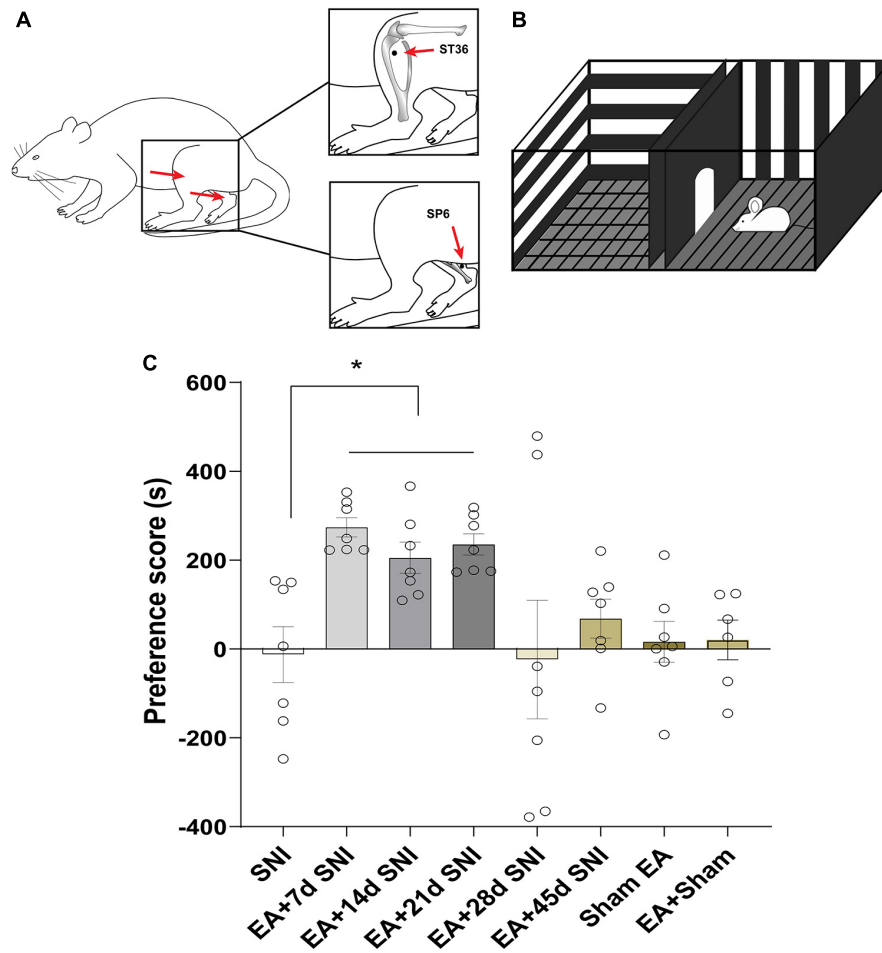 A
ST36
SP6
B
C
*
Preference score (s)
600
400
200
0
-200
-400
SNI
EA+7d SNI
EA+14d SNI
EA+21d SNI
EA+28d SNI
EA+45d SNI
Sham EA
EA+Sham